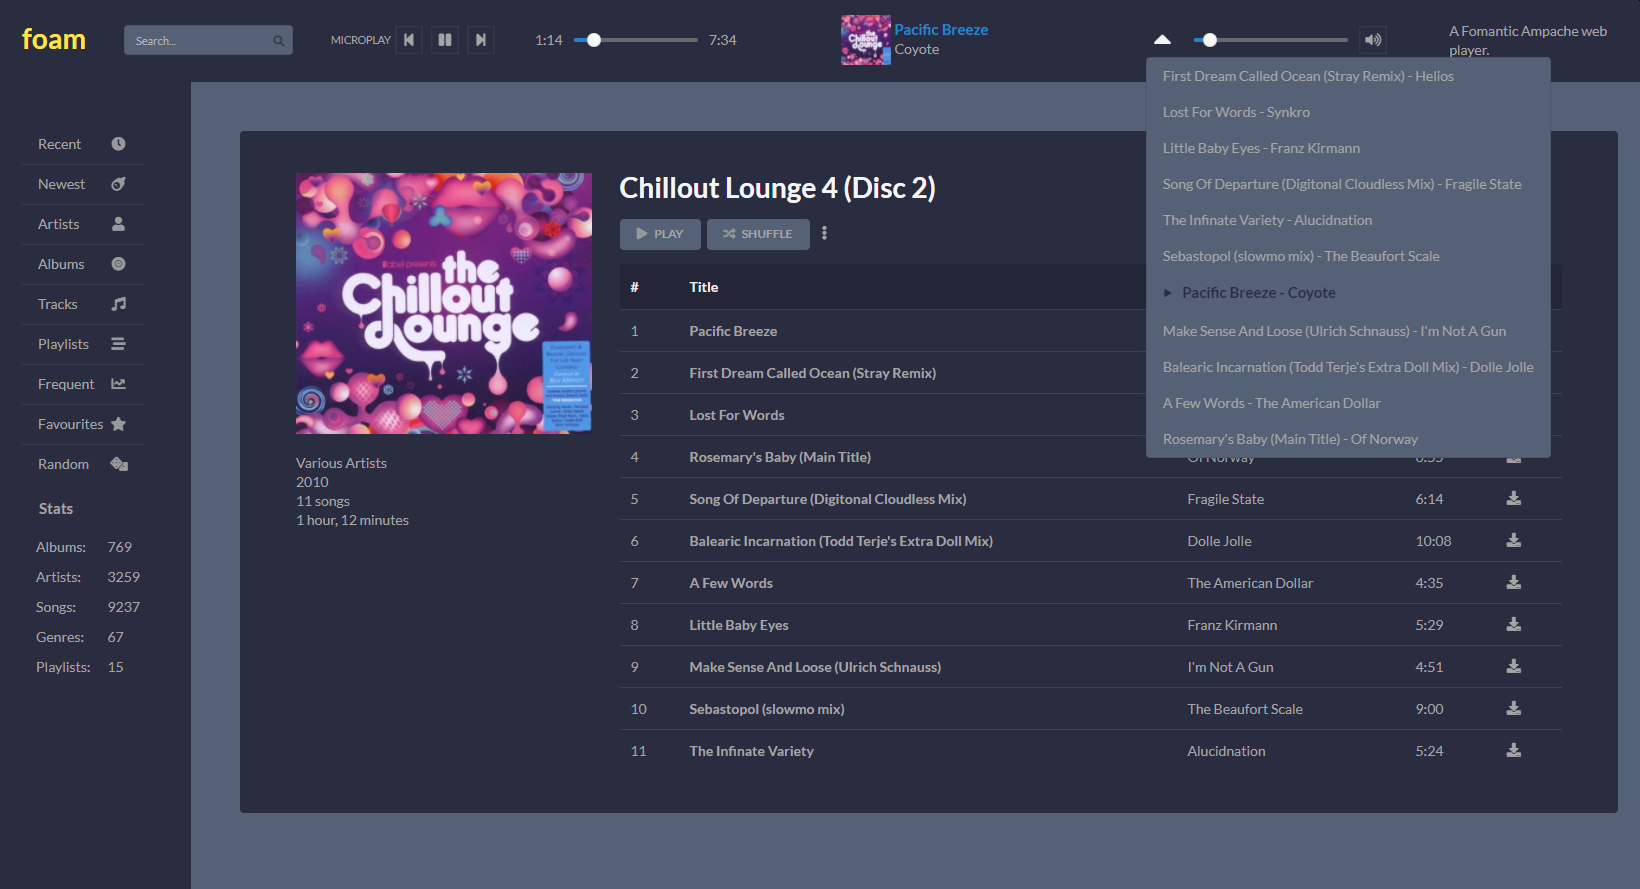 foam
Search...
MICROPLAY
1:14
7:34
Pacific Breeze
Coyote
A Fomantic Ampache web
player.
First Dream Called Ocean (Stray Remix) - Helios
Lost For Words - Synkro
Little Baby Eyes - Franz Kirmann
Song Of Departure (Digitonal Cloudless Mix) - Fragile State
The Infinate Variety - Alucidnation
Sebastopol (slowmo mix) - The Beaufort Scale
Pacific Breeze - Coyote
Make Sense And Loose (Ulrich Schnauss) - I'm Not A Gun
Balearic Incarnation (Todd Terje's Extra Doll Mix) - Dolle Jolle
A Few Words - The American Dollar
Rosemary's Baby (Main Title) - Of Norway
Recent
Newest
Artists
Albums
Tracks
Playlists
Frequent
Favourites
Random
Stats
Albums: 769
Artists: 3259
Songs: 9237
Genres: 67
Playlists: 15
the
Chillout
Lounge
Various Artists
2010
11 songs
1 hour, 12 minutes
Chillout Lounge 4 (Disc 2)
PLAY SHUFFLE
# Title
1 Pacific Breeze
2 First Dream Called Ocean (Stray Remix)
3 Lost For Words
4 Rosemary's Baby (Main Title) Of Norway
5 Song Of Departure (Digitonal Cloudless Mix) Fragile State 6:14
6 Balearic Incarnation (Todd Terje's Extra Doll Mix) Dolle Jolle 10:08
7 A Few Words The American Dollar 4:35
8 Little Baby Eyes Franz Kirmann 5:29
9 Make Sense And Loose (Ulrich Schnauss) I'm Not A Gun 4:51
10 Sebastopol (slowmo mix) The Beaufort Scale 9:00
11 The Infinate Variety Alucidnation 5:24